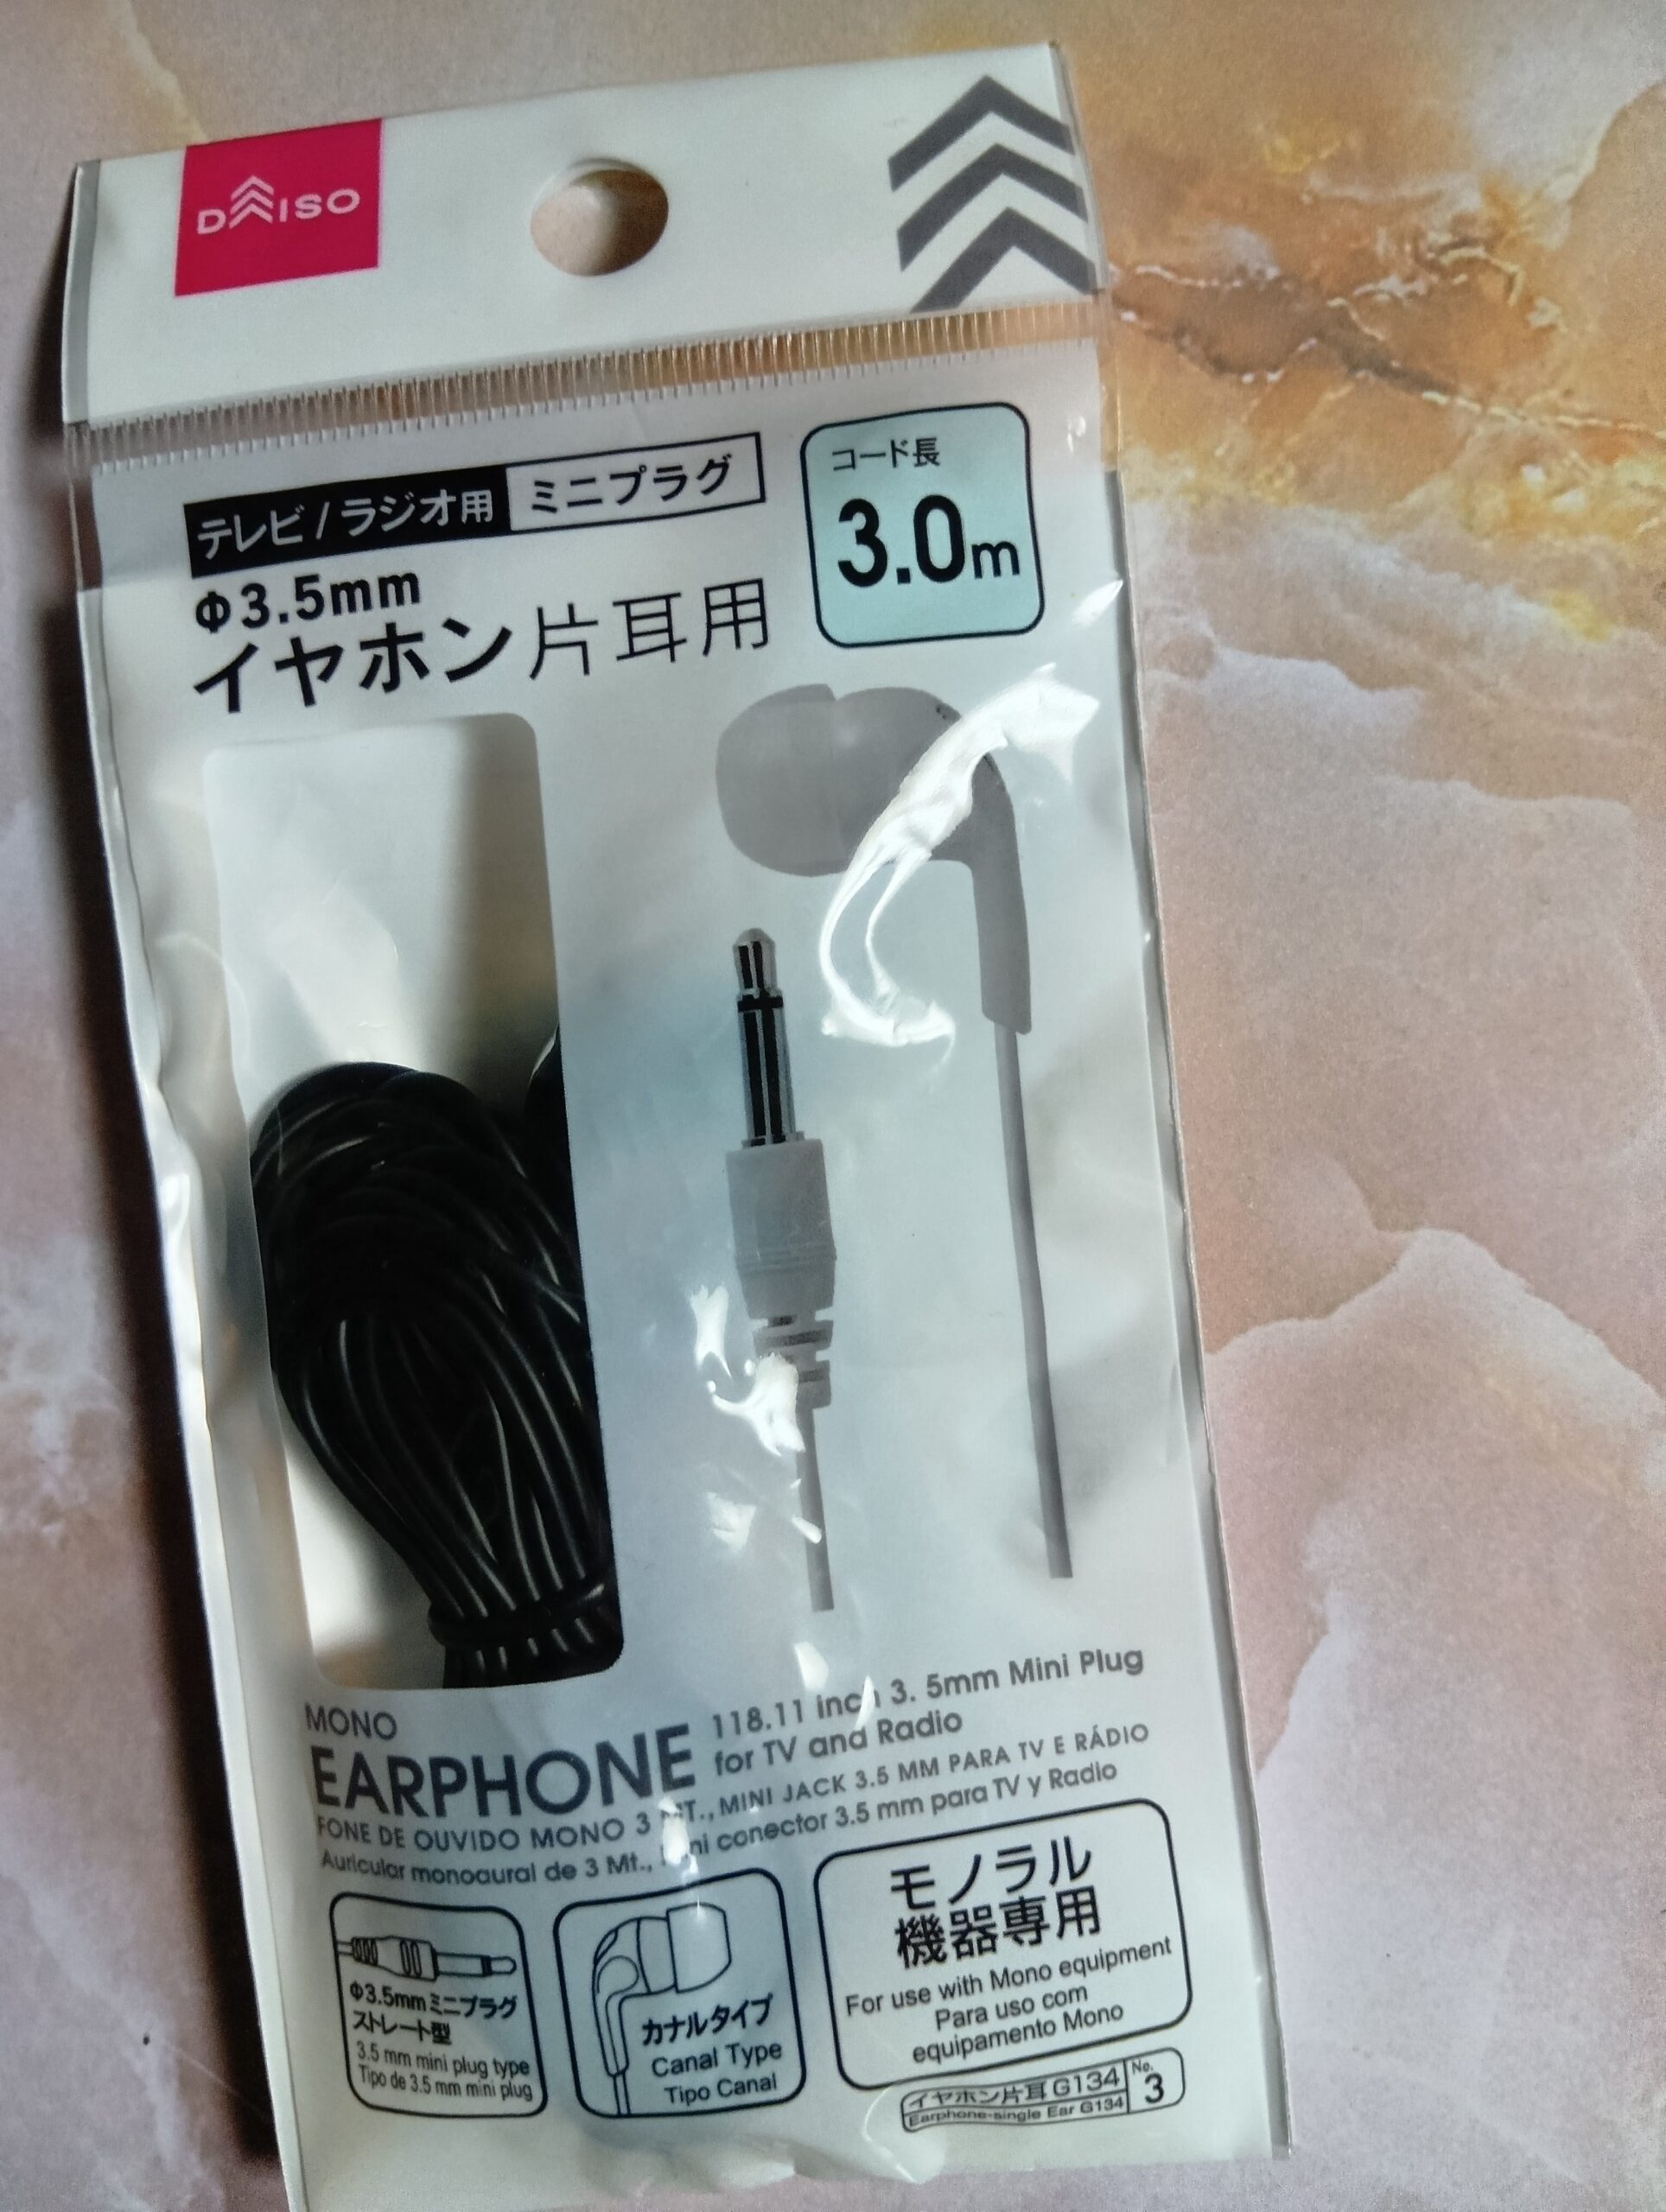 DAISO
テレビ/ラジオ用 ミニプラグ
Φ3.5mm
イヤホン片耳用
コード長
3.0m
MONO
EARPHONE
118.11 inch 3. 5mm Mini Plug
for TV and Radio
FONE DE OUVIDO MONO 3 MT., MINI JACK 3.5 MM PARA TV E RÁDIO
Auricular monoaural de 3 Mt., mini conector 3.5 mm para TV y Radio
Φ3.5mmミニプラグ
ストレート型
3.5 mm mini plug type
Tipo de 3.5 mm mini plug
カナルタイプ
Canal Type
Tipo Canal
モノラル
機器専用
For use with Mono equipment
Para uso com
equipamento Mono
イヤホン片耳G134
Earphone-single Ear G134
No.
3